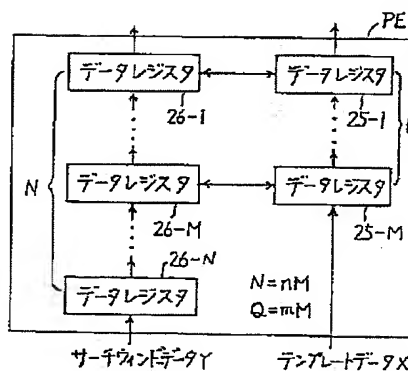 PE
データレジスタ
データレジスタ
26-1
25-1
N
データレジスタ
データレジスタ
26-M
25-M
26-N
データレジスタ
N=nM
Q=mM
サーチウィンドーデータY
テンプレートデータX